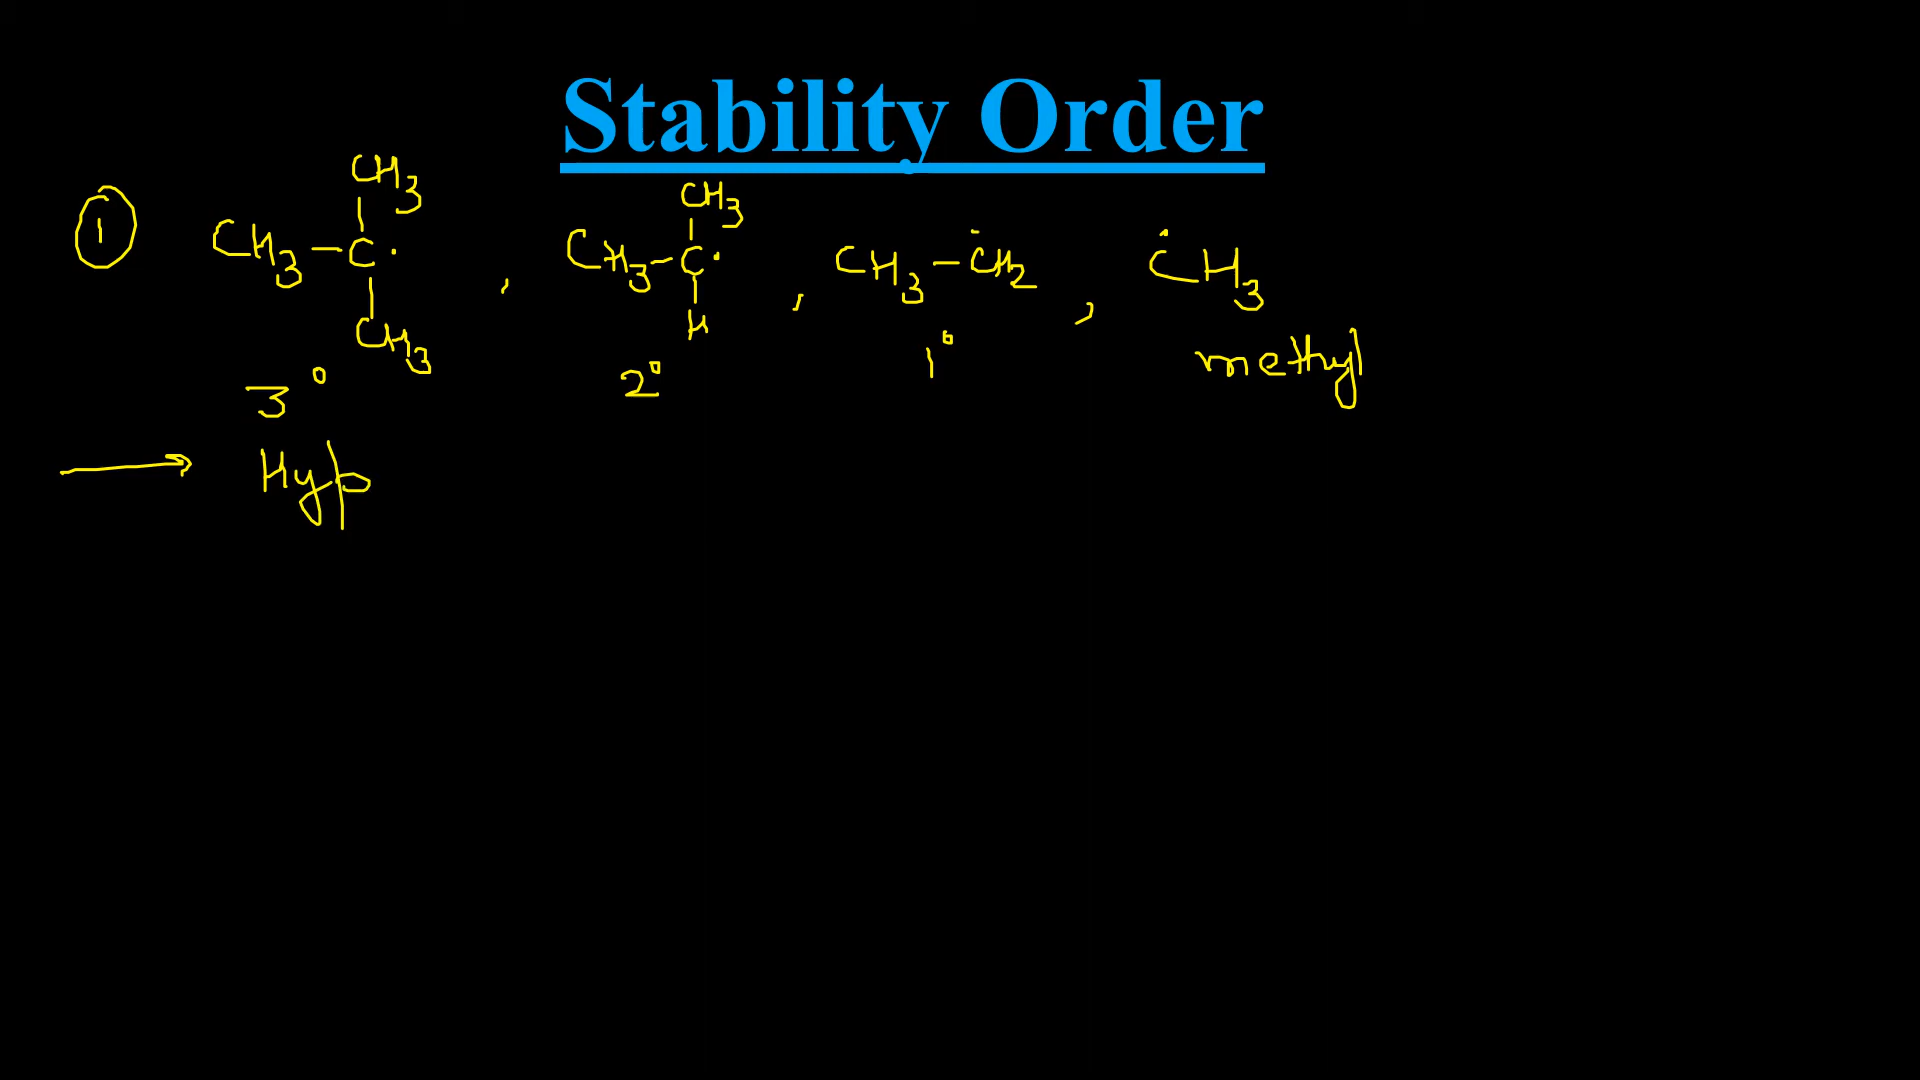 Stability Order
CH3 CH3
① CH3-C· , CH3-C· , CH3-ĊH2 , ĊH3
CH3 H
3° 2° 1° methyl
→ Hyp